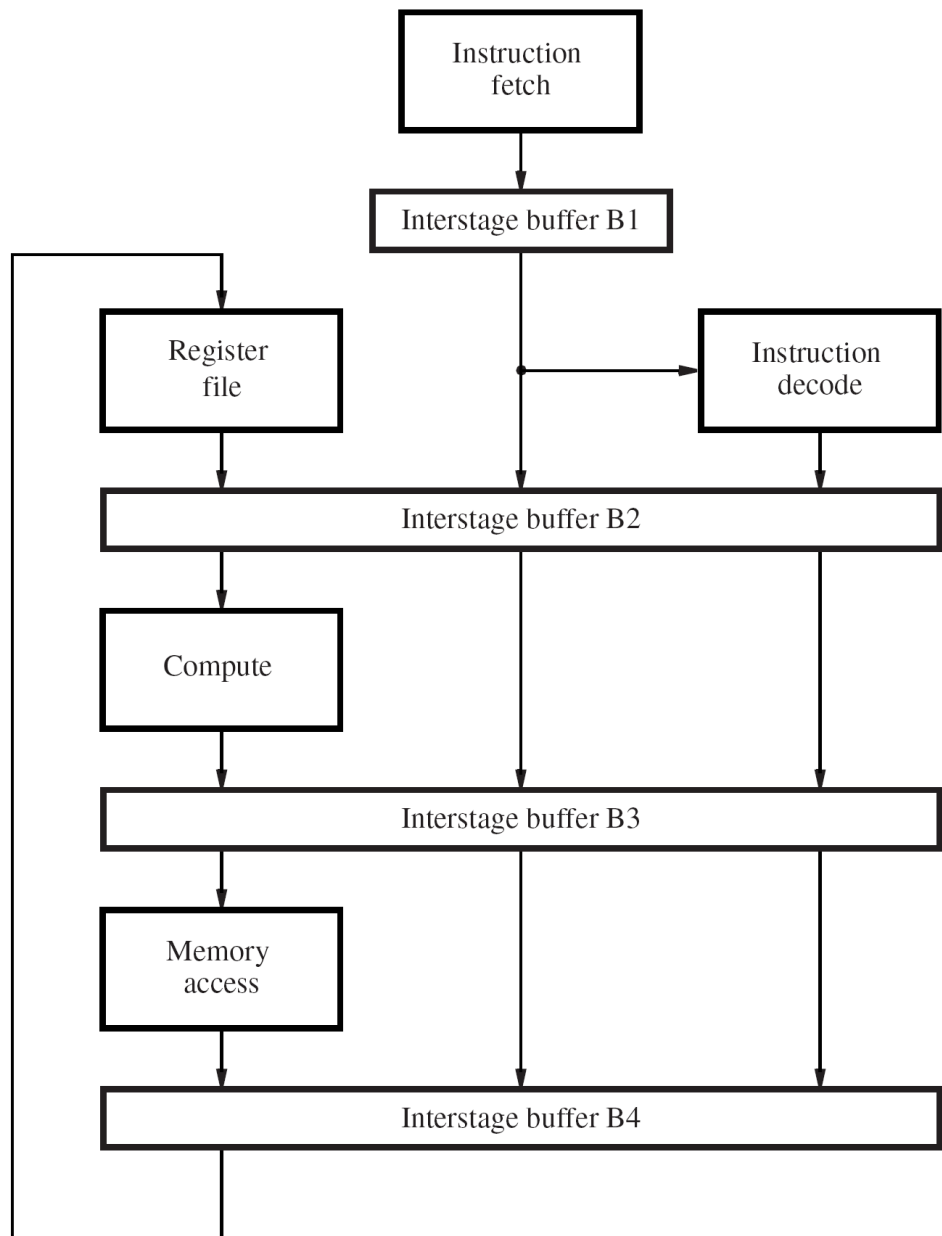 Instruction
fetch
Interstage buffer B1
Register
file
Instruction
decode
Interstage buffer B2
Compute
Interstage buffer B3
Memory
access
Interstage buffer B4